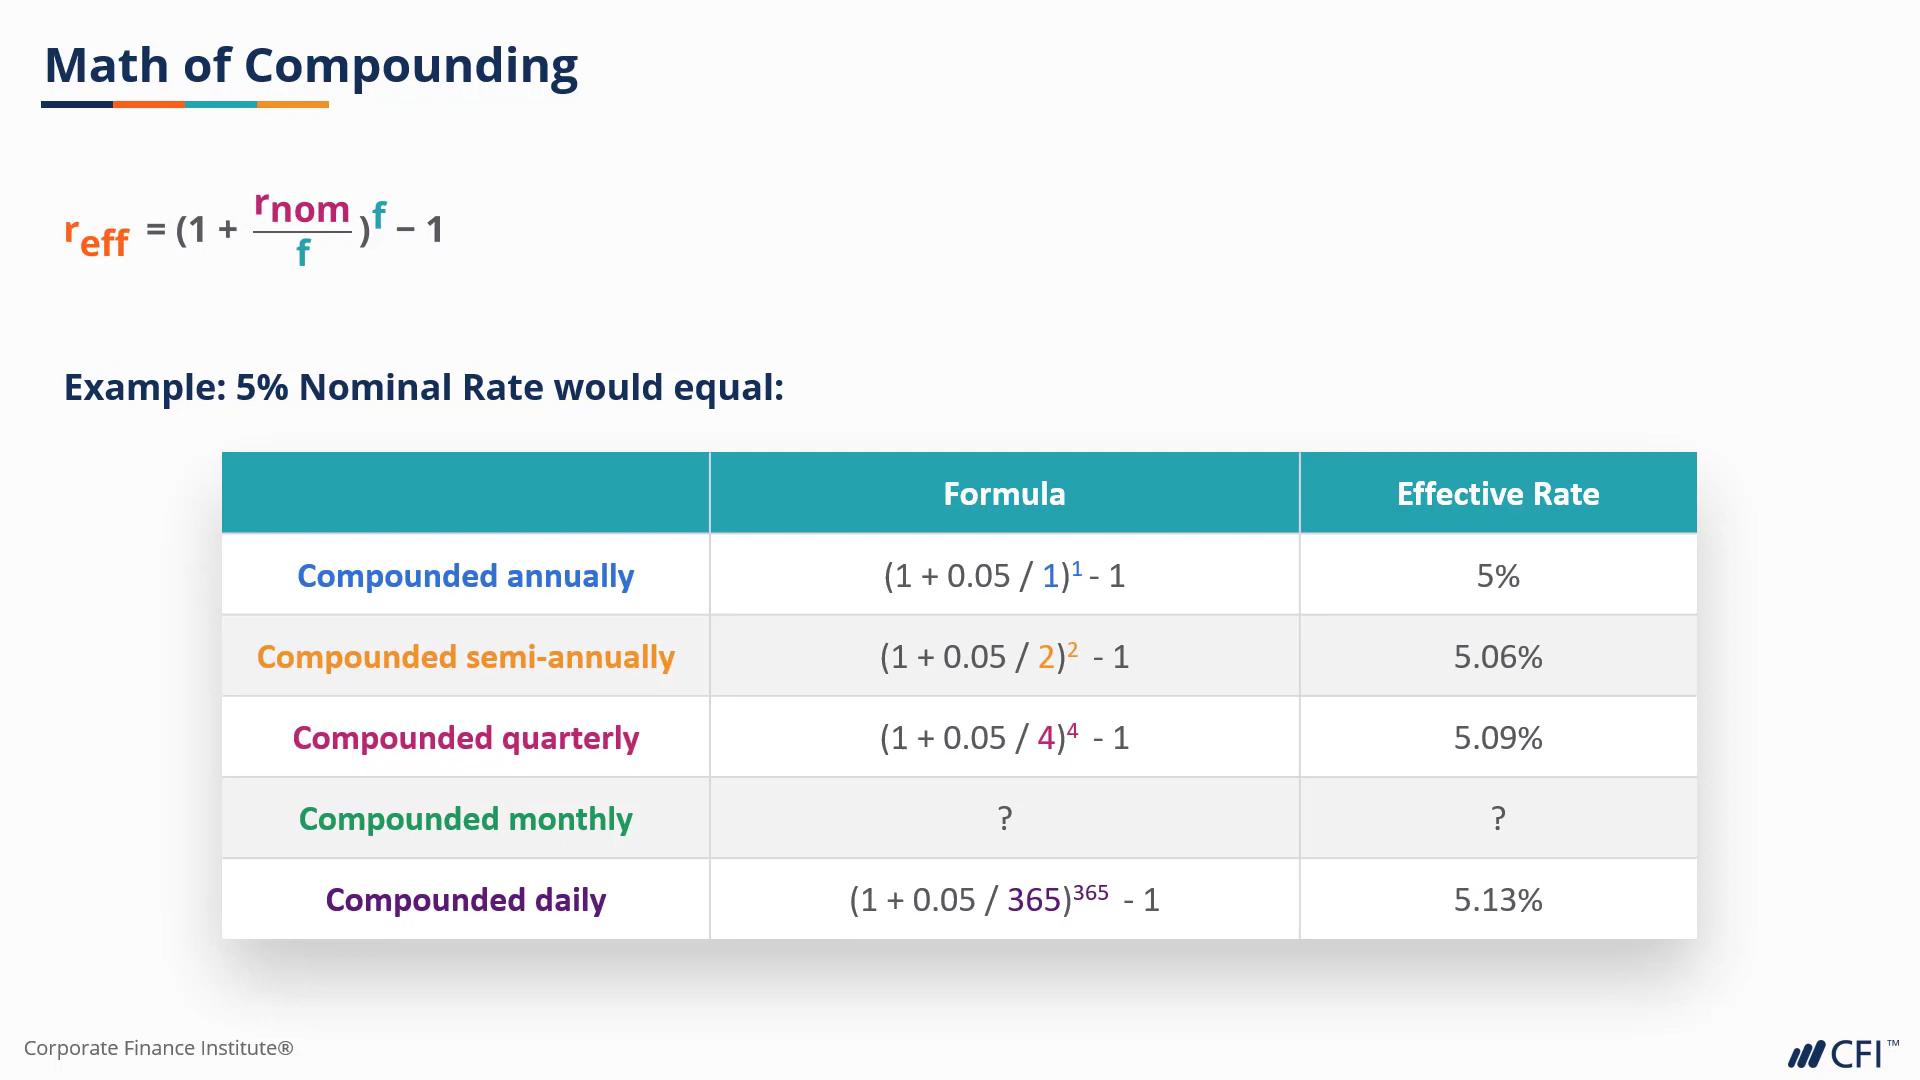 Math of Compounding
r_eff = (1 + r_nom / f)^f − 1
Example: 5% Nominal Rate would equal:
Formula Effective Rate
Compounded annually (1 + 0.05 / 1)¹ - 1 5%
Compounded semi-annually (1 + 0.05 / 2)² - 1 5.06%
Compounded quarterly (1 + 0.05 / 4)⁴ - 1 5.09%
Compounded monthly ? ?
Compounded daily (1 + 0.05 / 365)³⁶⁵ - 1 5.13%
Corporate Finance Institute®
CFI™